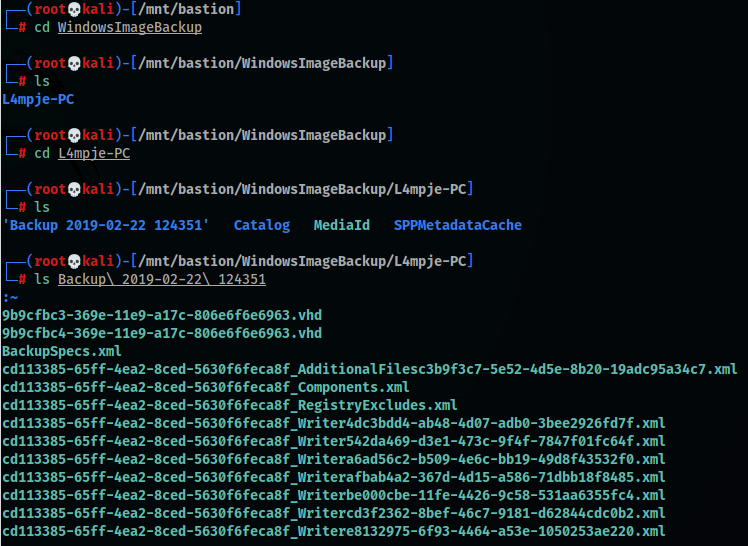 ┌──(root💀kali)-[/mnt/bastion]
└─# cd WindowsImageBackup
┌──(root💀kali)-[/mnt/bastion/WindowsImageBackup]
└─# ls
L4mpje-PC
┌──(root💀kali)-[/mnt/bastion/WindowsImageBackup]
└─# cd L4mpje-PC
┌──(root💀kali)-[/mnt/bastion/WindowsImageBackup/L4mpje-PC]
└─# ls
'Backup 2019-02-22 124351'   Catalog   MediaId   SPPMetadataCache
┌──(root💀kali)-[/mnt/bastion/WindowsImageBackup/L4mpje-PC]
└─# ls Backup\ 2019-02-22\ 124351
:~
9b9cfbc3-369e-11e9-a17c-806e6f6e6963.vhd
9b9cfbc4-369e-11e9-a17c-806e6f6e6963.vhd
BackupSpecs.xml
cd113385-65ff-4ea2-8ced-5630f6feca8f_AdditionalFilesc3b9f3c7-5e52-4d5e-8b20-19adc95a34c7.xml
cd113385-65ff-4ea2-8ced-5630f6feca8f_Components.xml
cd113385-65ff-4ea2-8ced-5630f6feca8f_RegistryExcludes.xml
cd113385-65ff-4ea2-8ced-5630f6feca8f_Writer4dc3bdd4-ab48-4d07-adb0-3bee2926fd7f.xml
cd113385-65ff-4ea2-8ced-5630f6feca8f_Writer542da469-d3e1-473c-9f4f-7847f01fc64f.xml
cd113385-65ff-4ea2-8ced-5630f6feca8f_Writera6ad56c2-b509-4e6c-bb19-49d8f43532f0.xml
cd113385-65ff-4ea2-8ced-5630f6feca8f_Writerafbab4a2-367d-4d15-a586-71dbb18f8485.xml
cd113385-65ff-4ea2-8ced-5630f6feca8f_Writerbe000cbe-11fe-4426-9c58-531aa6355fc4.xml
cd113385-65ff-4ea2-8ced-5630f6feca8f_Writercd3f2362-8bef-46c7-9181-d62844cdc0b2.xml
cd113385-65ff-4ea2-8ced-5630f6feca8f_Writere8132975-6f93-4464-a53e-1050253ae220.xml